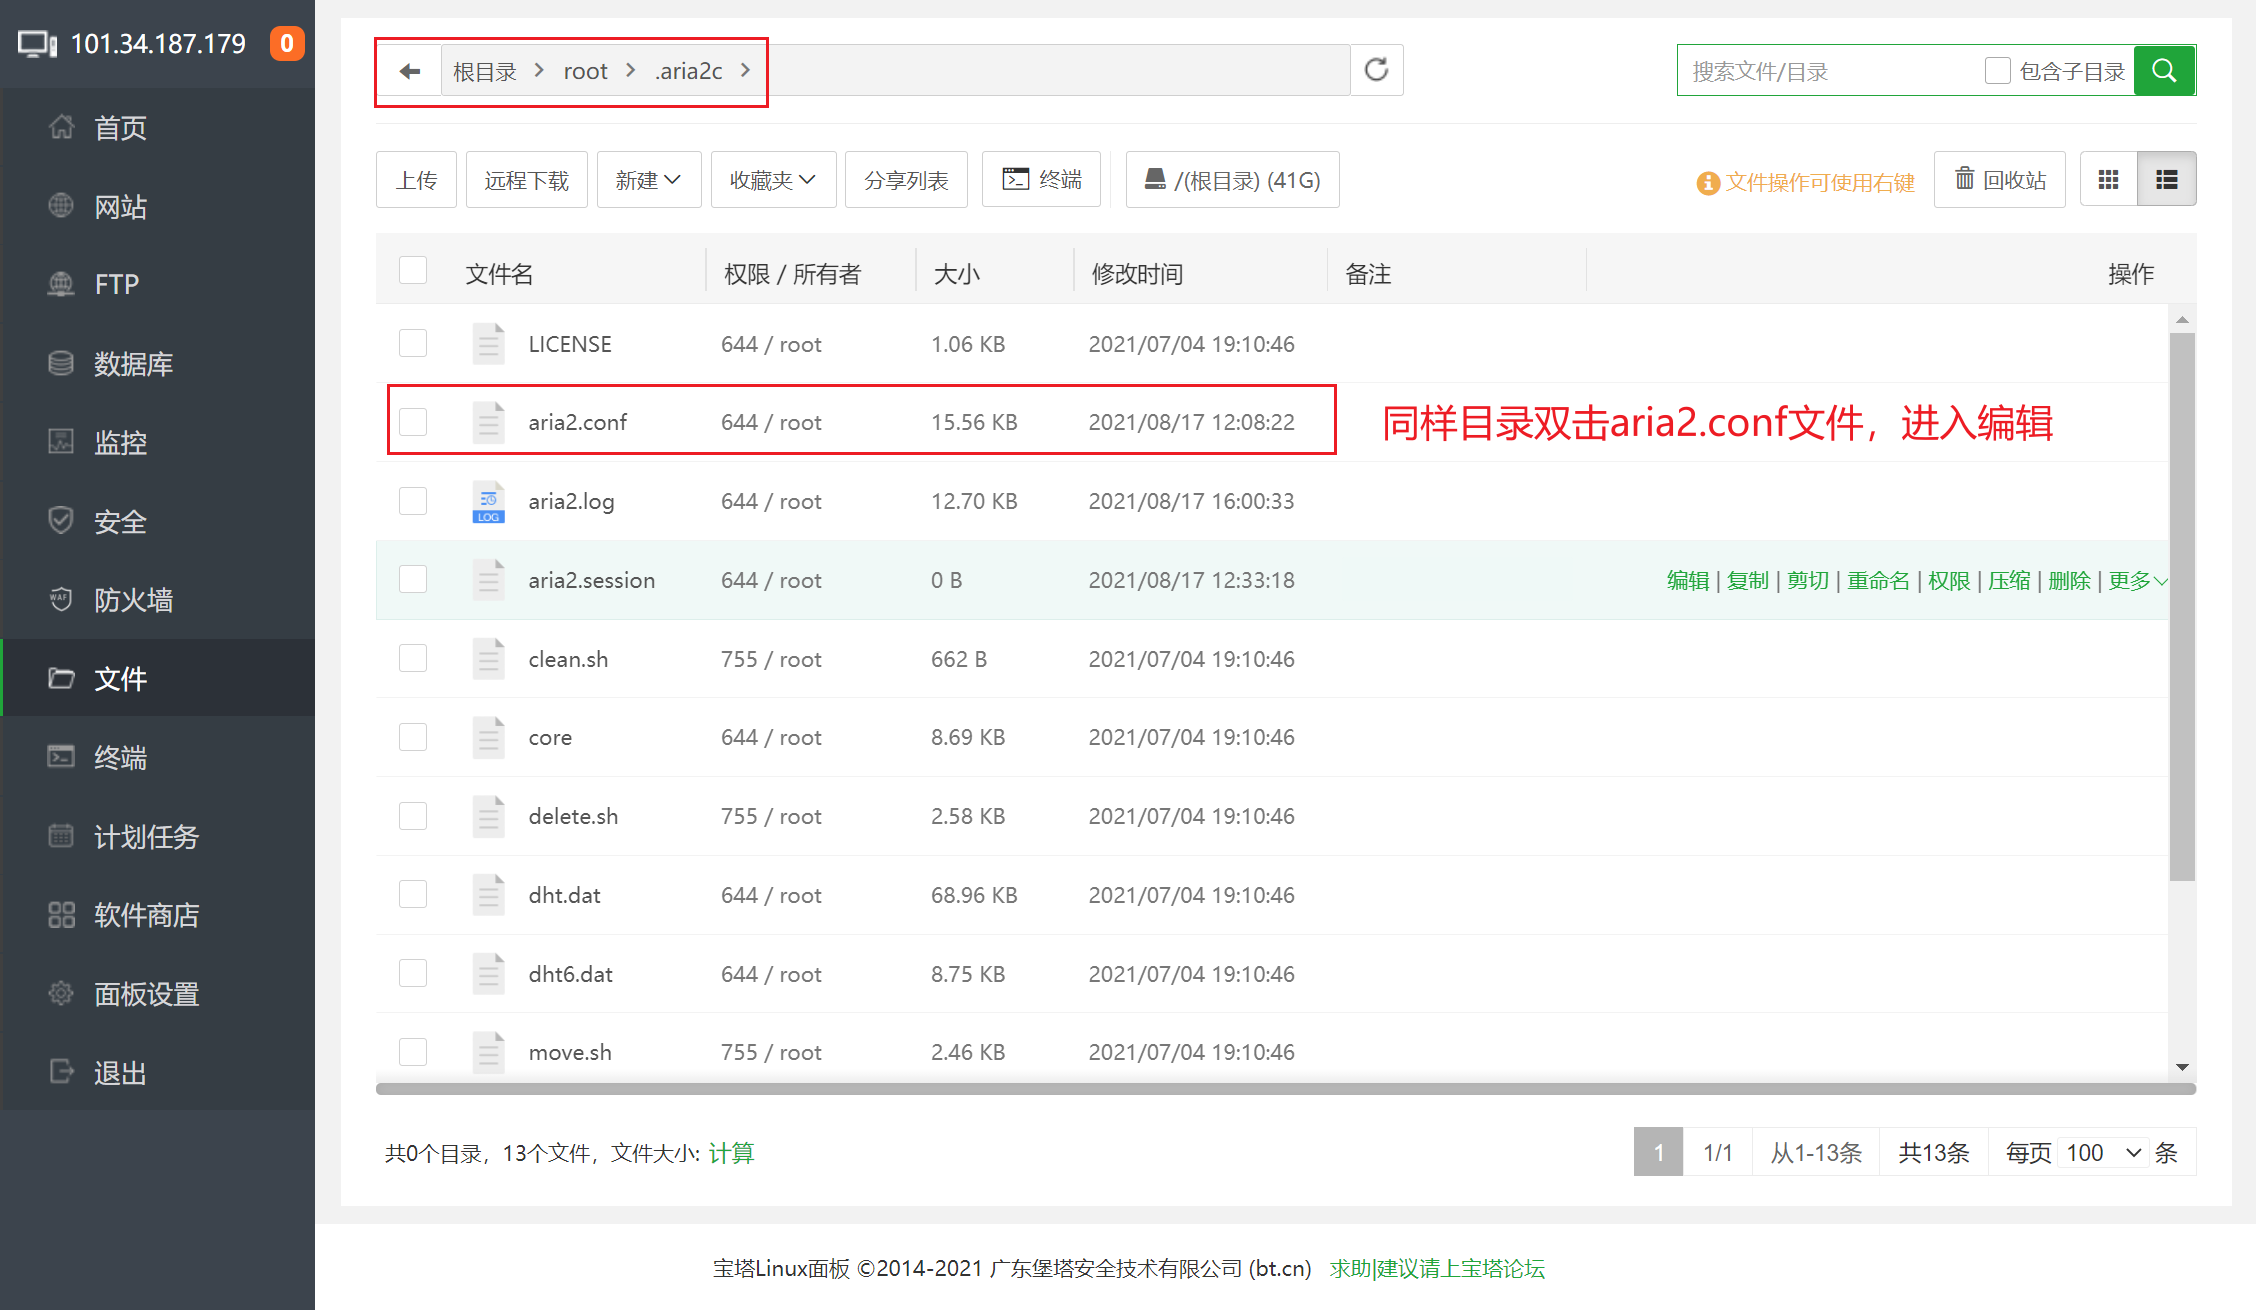 101.34.187.179 0
首页
网站
FTP
数据库
监控
安全
WAF 防火墙
文件
终端
计划任务
软件商店
面板设置
退出
根目录 root .aria2c
搜索文件/目录 包含子目录
上传 远程下载 新建 收藏夹 分享列表 终端 /(根目录) (41G) 文件操作可使用右键 回收站
文件名 权限 / 所有者 大小 修改时间 备注 操作
LICENSE 644 / root 1.06 KB 2021/07/04 19:10:46
aria2.conf 644 / root 15.56 KB 2021/08/17 12:08:22 同样目录双击aria2.conf文件，进入编辑
LOG aria2.log 644 / root 12.70 KB 2021/08/17 16:00:33
aria2.session 644 / root 0 B 2021/08/17 12:33:18 编辑 | 复制 | 剪切 | 重命名 | 权限 | 压缩 | 删除 | 更多
clean.sh 755 / root 662 B 2021/07/04 19:10:46
core 644 / root 8.69 KB 2021/07/04 19:10:46
delete.sh 755 / root 2.58 KB 2021/07/04 19:10:46
dht.dat 644 / root 68.96 KB 2021/07/04 19:10:46
dht6.dat 644 / root 8.75 KB 2021/07/04 19:10:46
move.sh 755 / root 2.46 KB 2021/07/04 19:10:46
共0个目录，13个文件，文件大小: 计算
1 1/1 从1-13条 共13条 每页 100 条
宝塔Linux面板 ©2014-2021 广东堡塔安全技术有限公司 (bt.cn) 求助|建议请上宝塔论坛